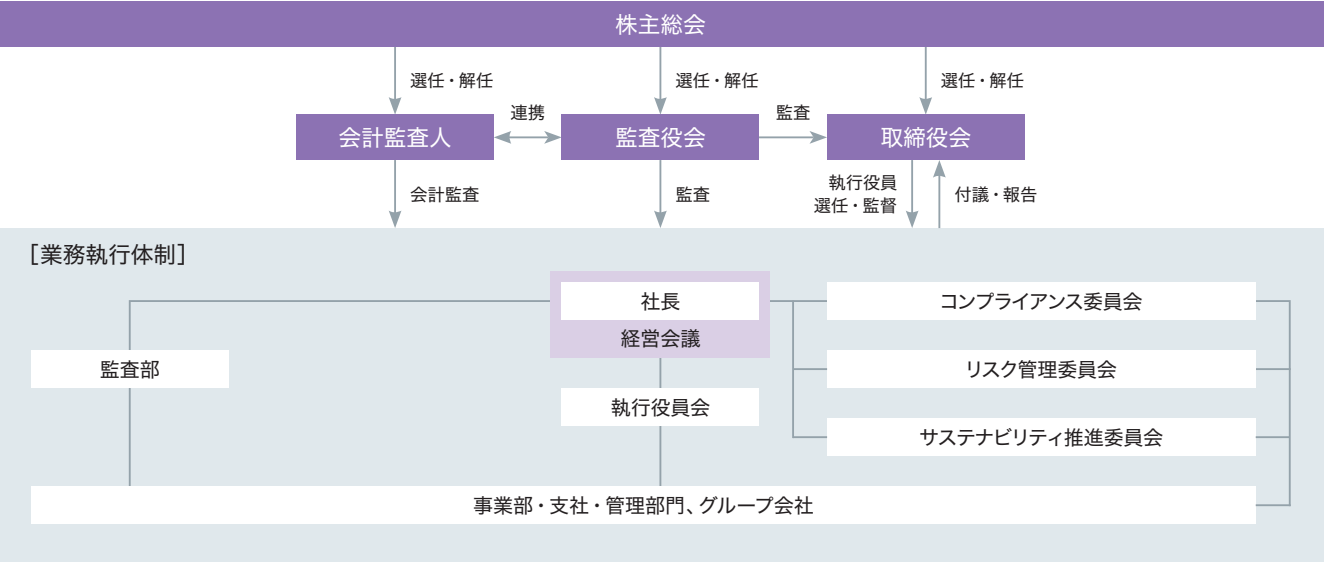 株主総会
選任・解任
選任・解任
選任・解任
会計監査人
連携
監査役会
監査
取締役会
会計監査
監査
執行役員
選任・監督
付議・報告
［業務執行体制］
社長
経営会議
監査部
執行役員会
コンプライアンス委員会
リスク管理委員会
サステナビリティ推進委員会
事業部・支社・管理部門、グループ会社